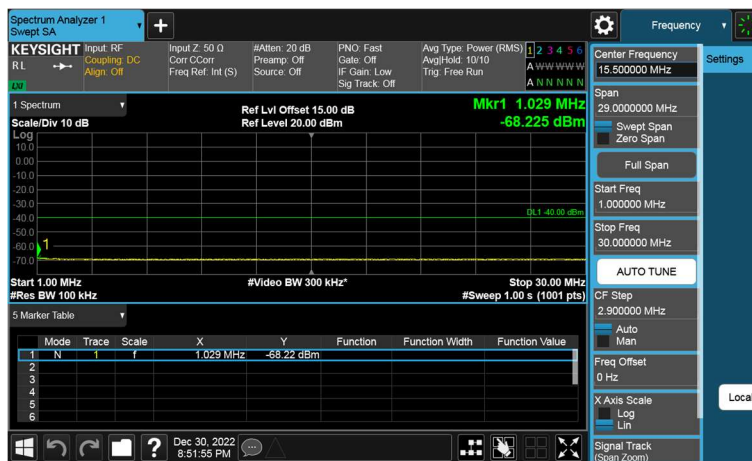 Spectrum Analyzer 1
Swept SA
Frequency
KEYSIGHT Input: RF
RL
Coupling: DC
Align: Off
LXI
Input Z: 50 Ω
Corr CCorr
Freq Ref: Int (S)
#Atten: 20 dB
Preamp: Off
Source: Off
PNO: Fast
Gate: Off
IF Gain: Low
Sig Track: Off
Avg Type: Power (RMS)
Avg|Hold: 10/10
Trig: Free Run
1 2 3 4 5 6
A W W W W W
A N N N N N
1 Spectrum
Scale/Div 10 dB
Ref Lvl Offset 15.00 dB
Ref Level 20.00 dBm
Mkr1 1.029 MHz
-68.225 dBm
Log
10.0
0.00
-10.0
-20.0
-30.0
-40.0
-50.0
-60.0
-70.0
DL1 -40.00 dBm
1
Start 1.00 MHz
#Res BW 100 kHz
#Video BW 300 kHz*
Stop 30.00 MHz
#Sweep 1.00 s (1001 pts)
5 Marker Table
Mode Trace Scale X Y Function Function Width Function Value
1 N 1 f 1.029 MHz -68.22 dBm
2
3
4
5
6
Dec 30, 2022
8:51:55 PM
Center Frequency
15.500000 MHz
Settings
Span
29.0000000 MHz
Swept Span
Zero Span
Full Span
Start Freq
1.000000 MHz
Stop Freq
30.000000 MHz
AUTO TUNE
CF Step
2.900000 MHz
Auto
Man
Freq Offset
0 Hz
X Axis Scale
Log
Lin
Local
Signal Track
(Span Zoom)